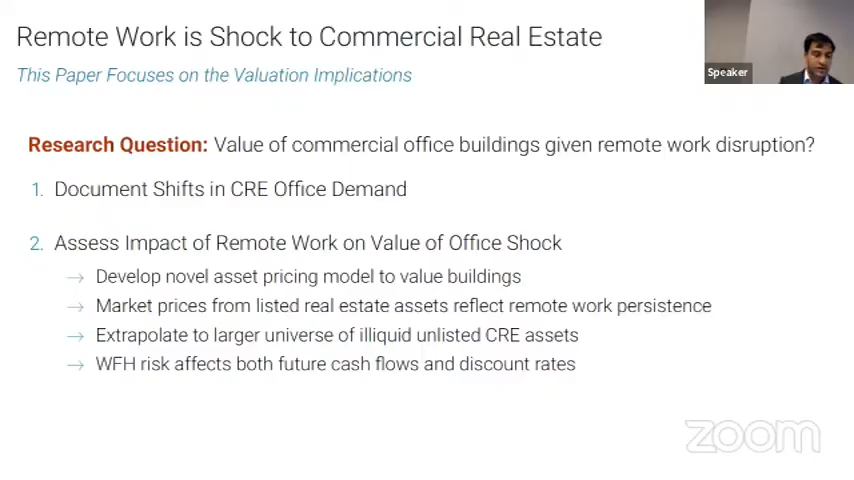 Remote Work is Shock to Commercial Real Estate
This Paper Focuses on the Valuation Implications
Speaker
Research Question: Value of commercial office buildings given remote work disruption?
1. Document Shifts in CRE Office Demand
2. Assess Impact of Remote Work on Value of Office Shock
→ Develop novel asset pricing model to value buildings
→ Market prices from listed real estate assets reflect remote work persistence
→ Extrapolate to larger universe of illiquid unlisted CRE assets
→ WFH risk affects both future cash flows and discount rates
zoom